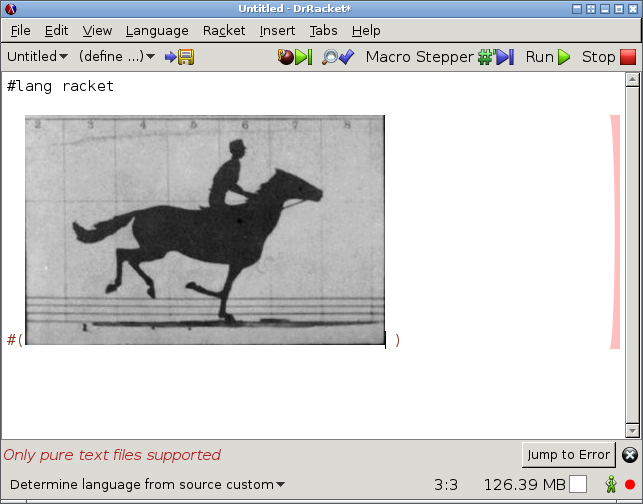 Untitled - DrRacket*
File Edit View Language Racket Insert Tabs Help
Untitled (define ...) Macro Stepper Run Stop
#lang racket
2 3 4 5 6 7 8
#( )
Only pure text files supported Jump to Error
Determine language from source custom 3:3 126.39 MB